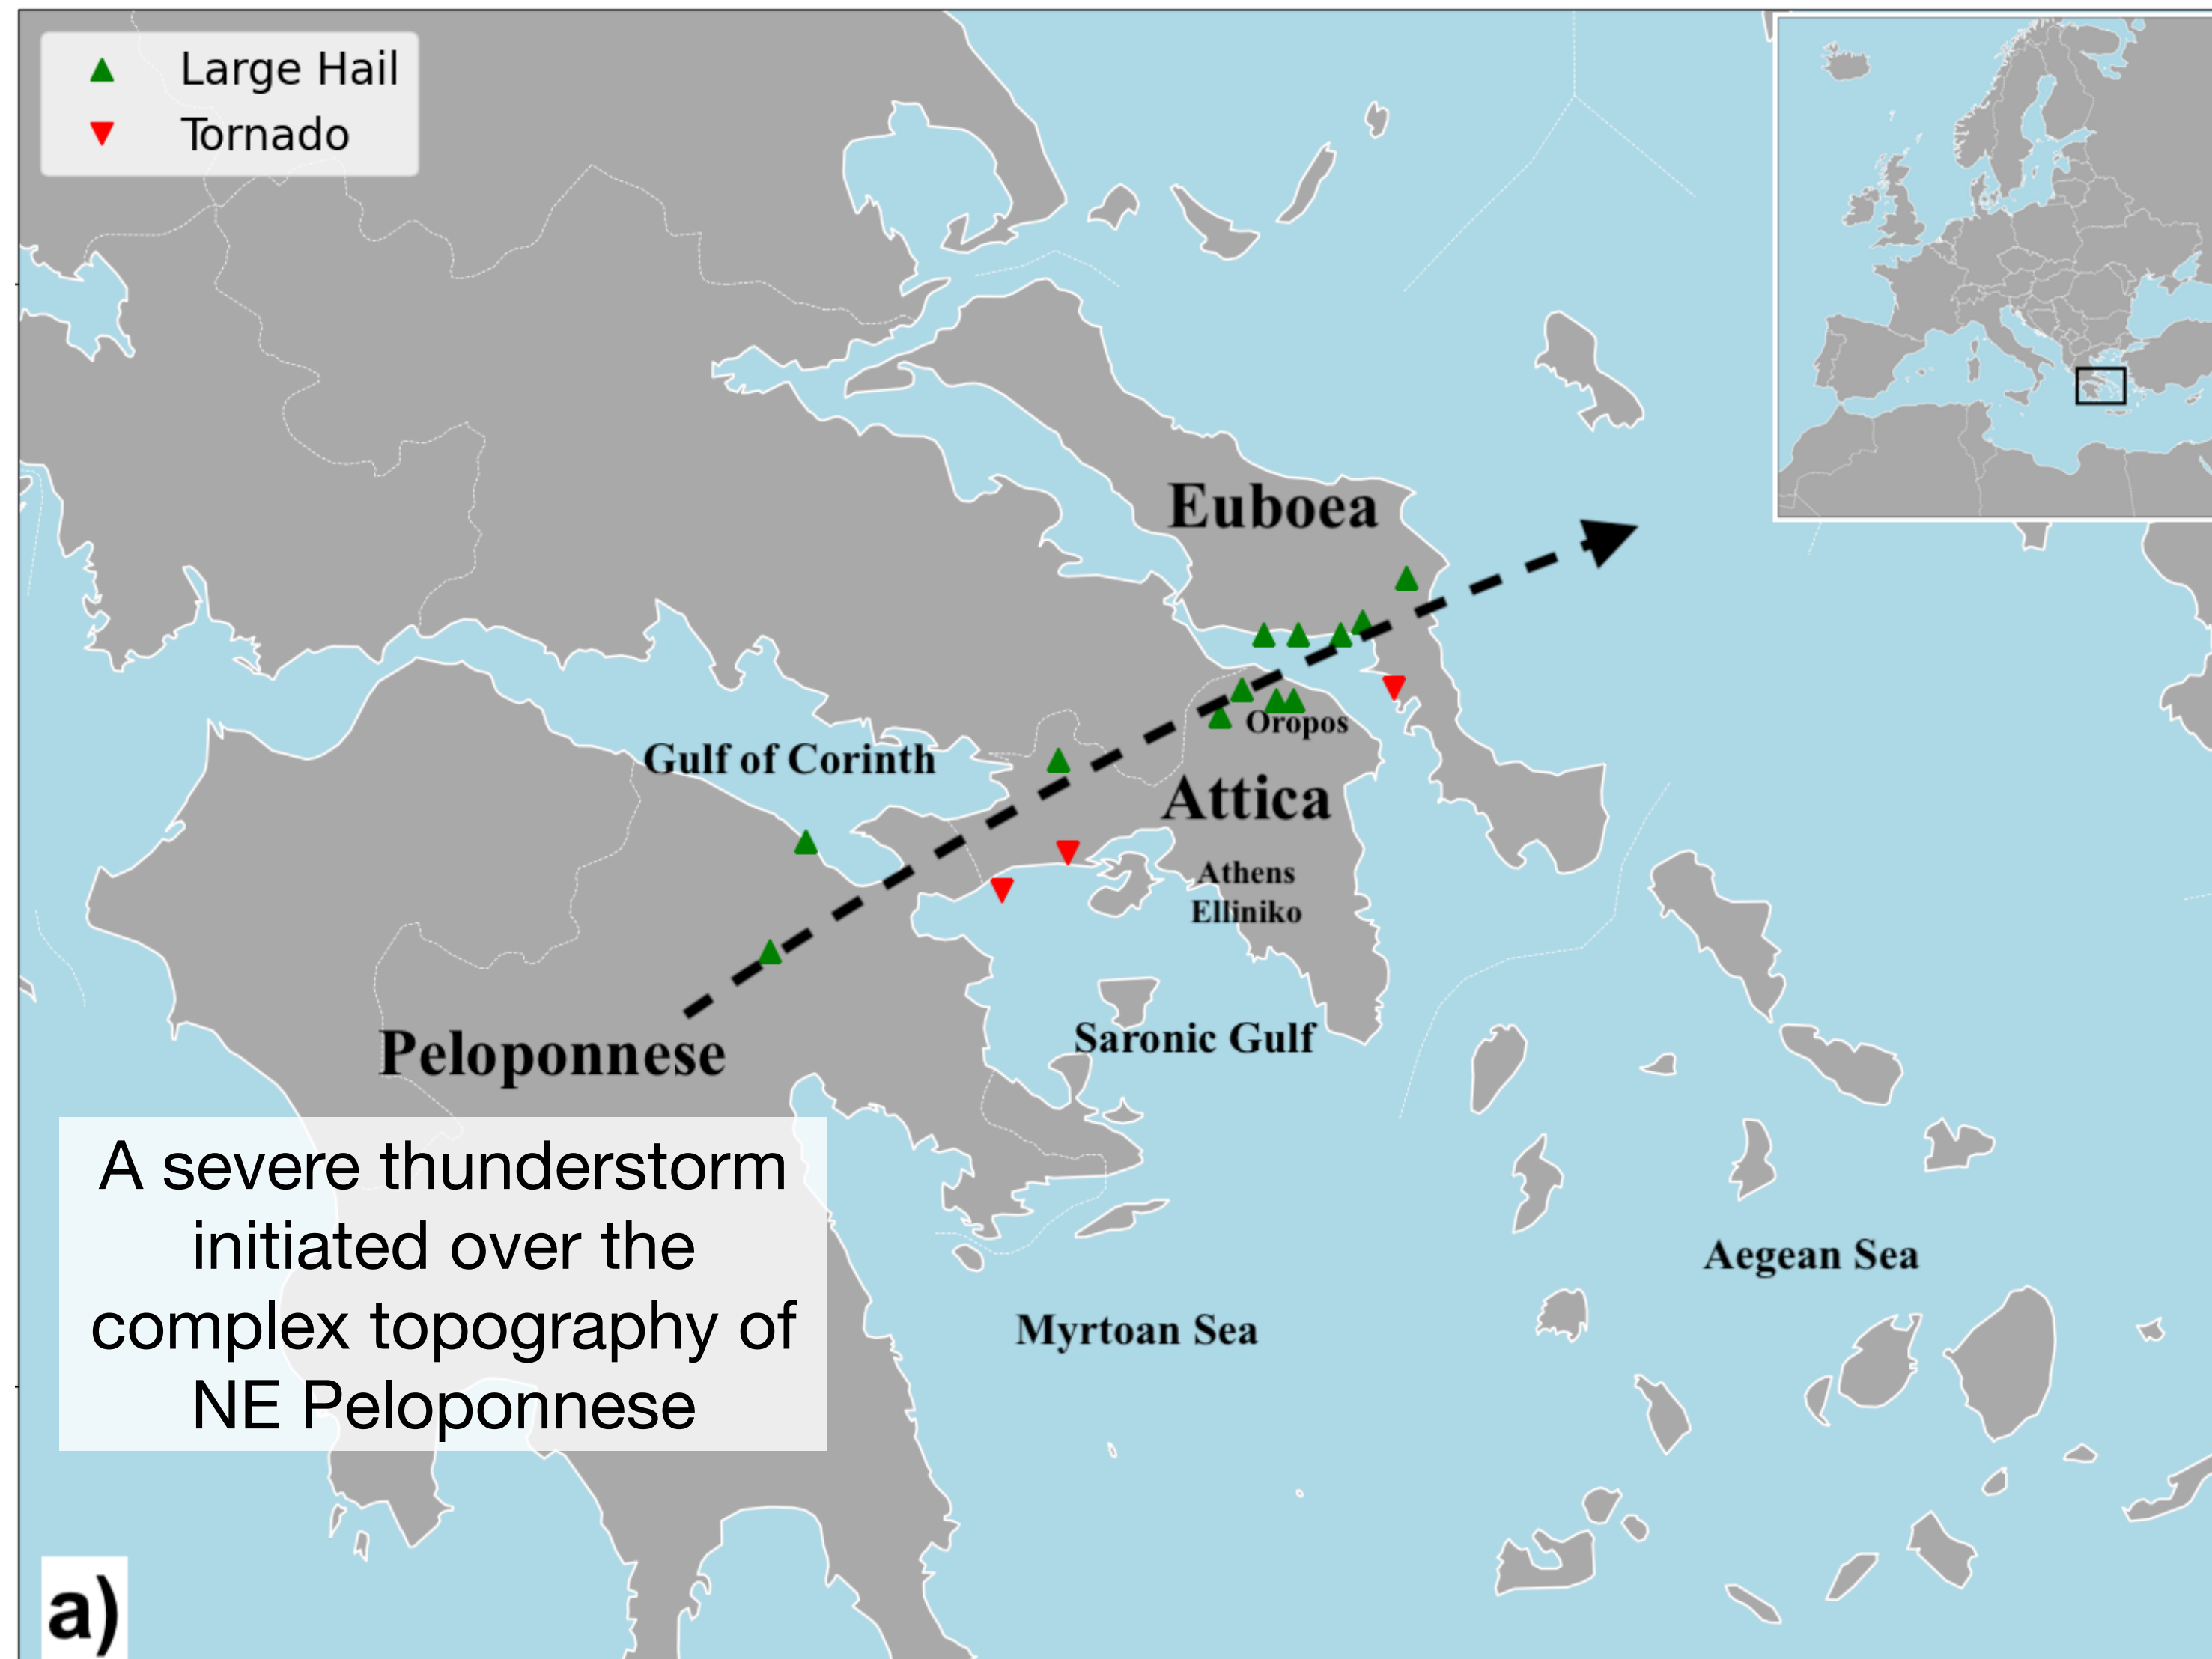 Large Hail
Tornado
Euboea
Oropos
Gulf of Corinth
Attica
Athens
Elliniko
Saronic Gulf
Peloponnese
A severe thunderstorm
initiated over the
complex topography of
NE Peloponnese
Aegean Sea
Myrtoan Sea
a)